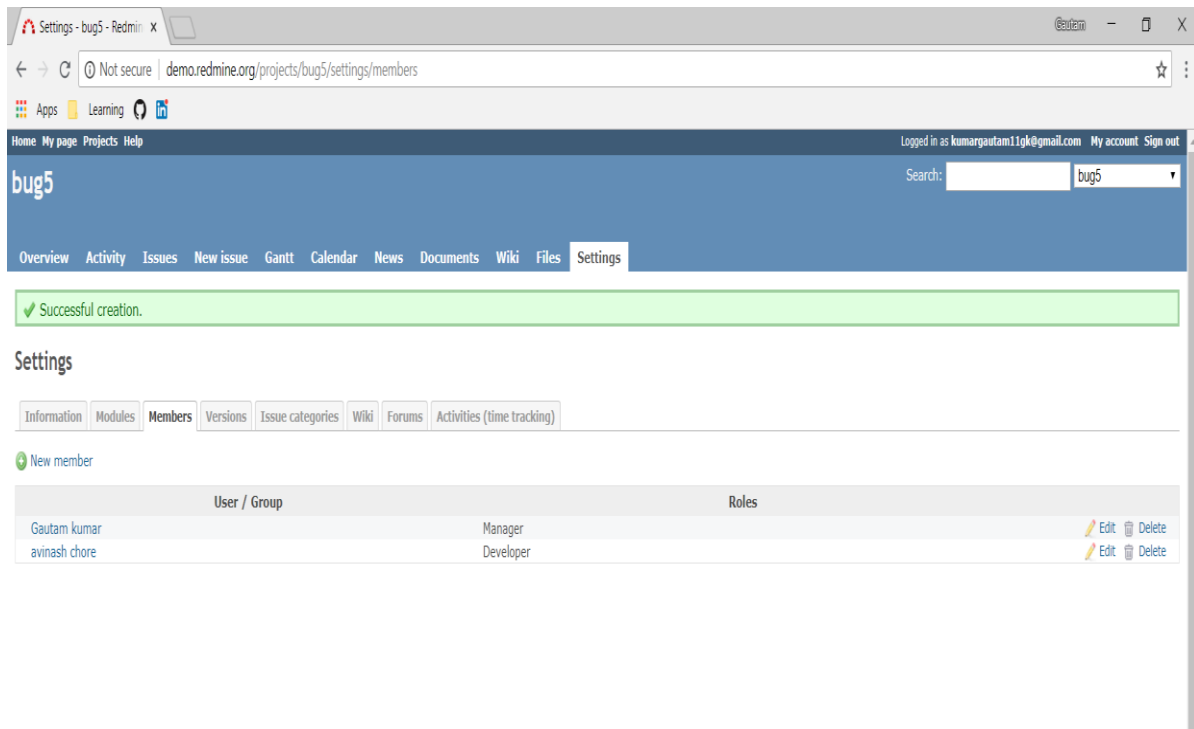 Settings - bug5 - Redmin
Gautam
Not secure | demo.redmine.org/projects/bug5/settings/members
Apps Learning
Home My page Projects Help
Logged in as kumargautam11gk@gmail.com My account Sign out
bug5
Search:
bug5
Overview Activity Issues New issue Gantt Calendar News Documents Wiki Files Settings
Successful creation.
Settings
Information Modules Members Versions Issue categories Wiki Forums Activities (time tracking)
New member
User / Group Roles
Gautam kumar Manager Edit Delete
avinash chore Developer Edit Delete